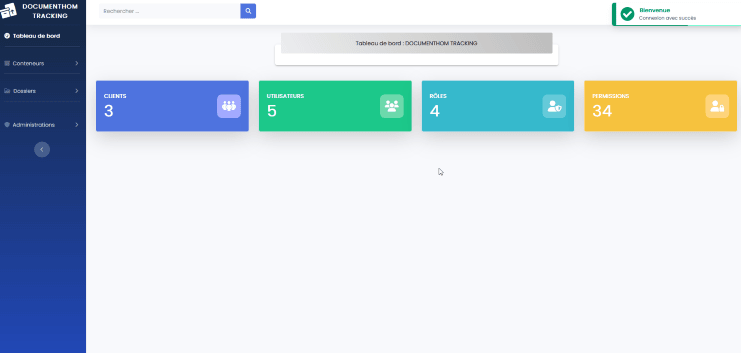 DOCUMENTHOM
TRACKING
Rechercher ...
Bienvenue
Connexion avec succès
Tableau de bord
Tableau de bord : DOCUMENTHOM TRACKING
Conteneurs
Dossiers
Administrations
CLIENTS
3
UTILISATEURS
5
RÔLES
4
PERMISSIONS
34